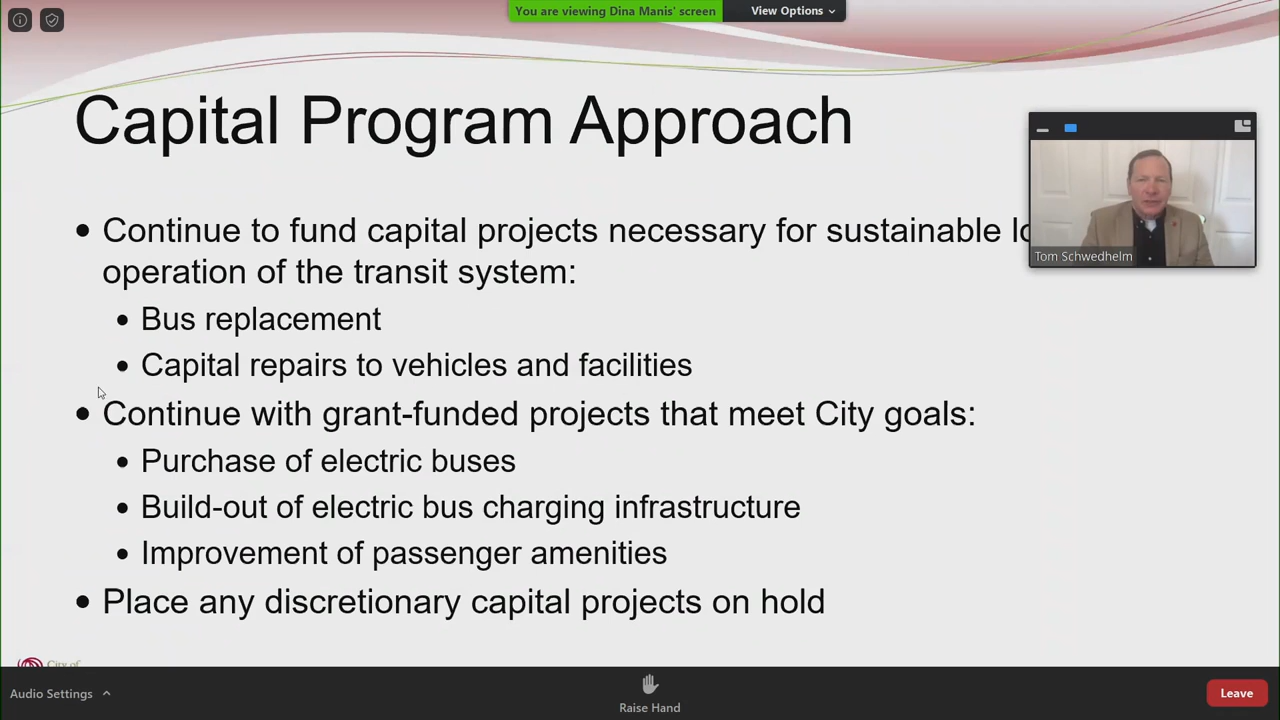 You are viewing Dina Manis' screen
View Options
Capital Program Approach
• Continue to fund capital projects necessary for sustainable
operation of the transit system:
• Bus replacement
• Capital repairs to vehicles and facilities
• Continue with grant-funded projects that meet City goals:
• Purchase of electric buses
• Build-out of electric bus charging infrastructure
• Improvement of passenger amenities
• Place any discretionary capital projects on hold
Tom Schwedhelm
City of
Audio Settings
Raise Hand
Leave